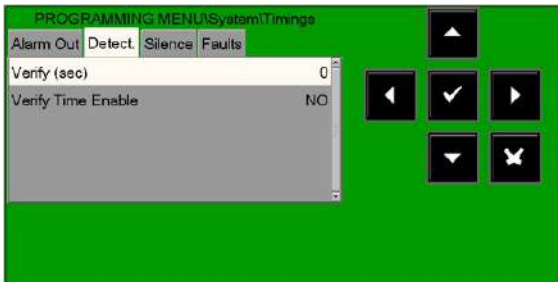 PROGRAMMING MENU\System\Timings
Alarm Out Detect. Silence Faults
Verify (sec) 0
Verify Time Enable NO